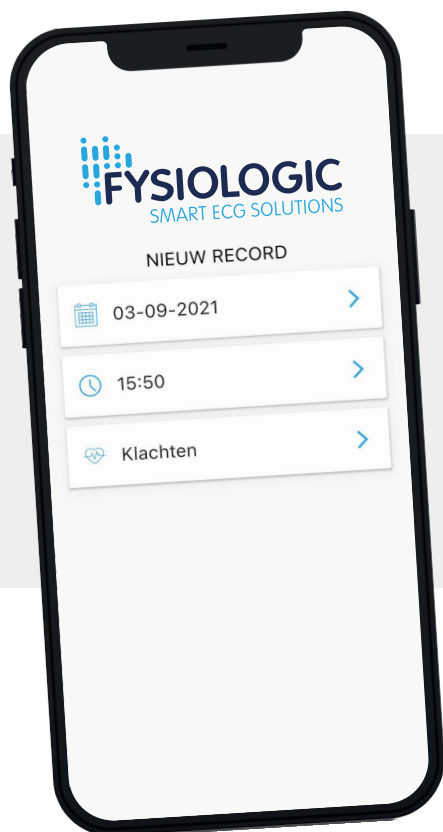 FYSIOLOGIC
SMART ECG SOLUTIONS
NIEUW RECORD
03-09-2021
15:50
Klachten